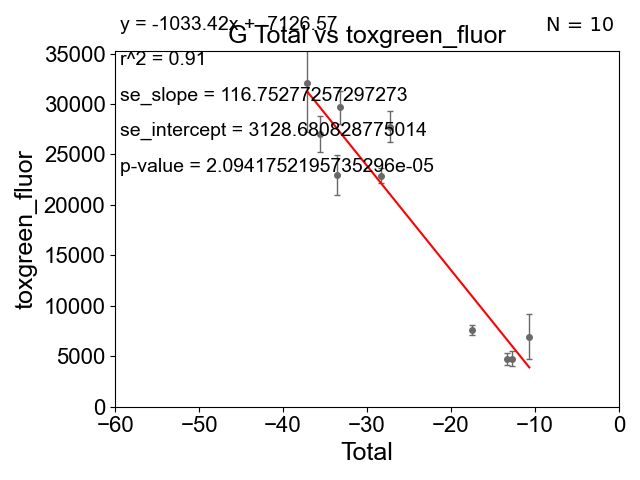 y = -1033.42x + -7126.57
N = 10
G Total vs toxgreen_fluor
r^2 = 0.91
se_slope = 116.75277257297273
se_intercept = 3128.680828775014
p-value = 2.0941752195735296e-05
toxgreen_fluor
35000
30000
25000
20000
15000
10000
5000
0
−60 −50 −40 −30 −20 −10 0
Total